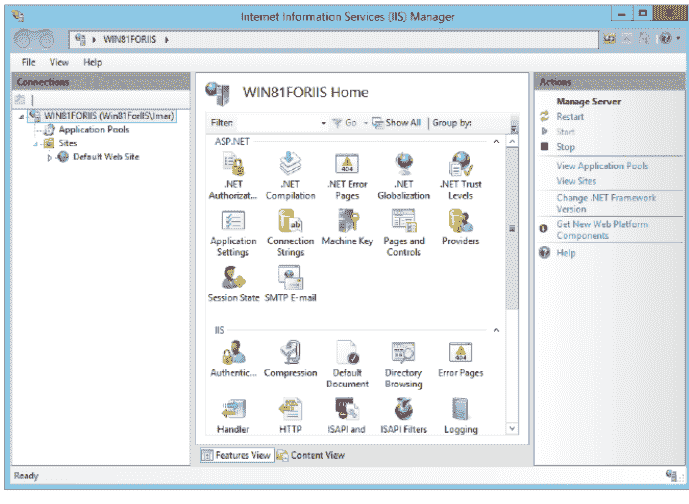 Internet Information Services (IIS) Manager
WIN81FORIIS
File View Help
Connections
WIN81FORIIS (Win81ForIIS\Imar)
Application Pools
Sites
Default Web Site
WIN81FORIIS Home
Filter: Go Show All Group by:
ASP.NET
.NET Authorizat...
.NET Compilation
.NET Error Pages
.NET Globalization
.NET Trust Levels
Application Settings
Connection Strings
Machine Key
Pages and Controls
Providers
Session State
SMTP E-mail
IIS
Authentic...
Compression
Default Document
Directory Browsing
Error Pages
Handler
HTTP
ISAPI and
ISAPI Filters
Logging
Features View
Content View
Actions
Manage Server
Restart
Start
Stop
View Application Pools
View Sites
Change .NET Framework
Version
Get New Web Platform
Components
Help
Ready